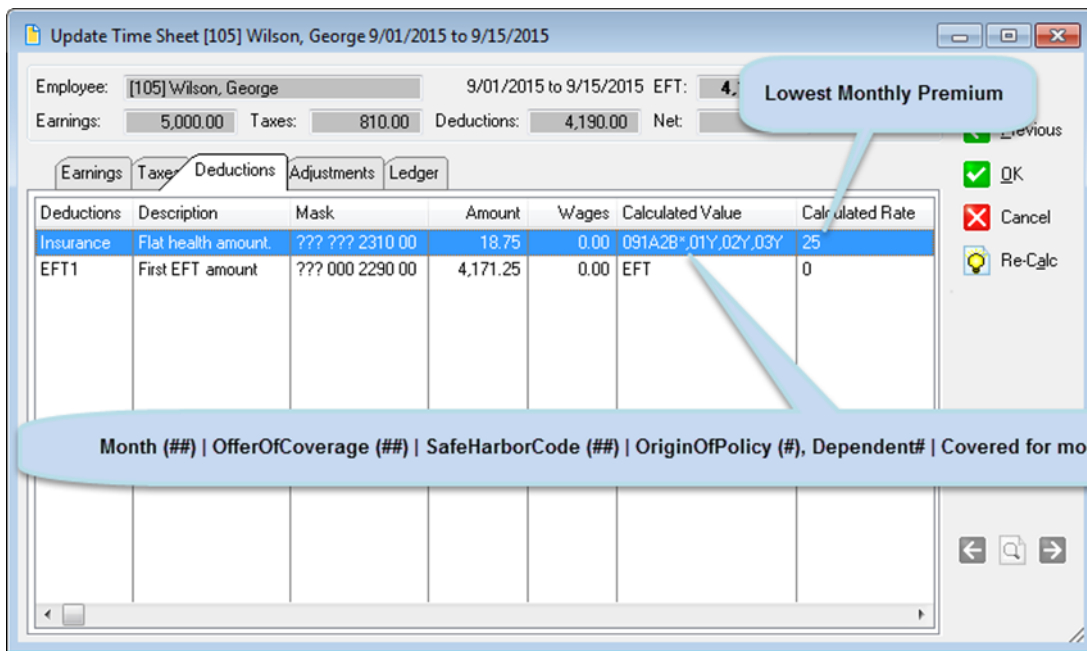 Update Time Sheet [105] Wilson, George 9/01/2015 to 9/15/2015
Employee: [105] Wilson, George 9/01/2015 to 9/15/2015 EFT: 4,
Lowest Monthly Premium
Earnings: 5,000.00 Taxes: 810.00 Deductions: 4,190.00 Net:
Previous
Earnings Taxes Deductions Adjustments Ledger
OK
Deductions Description Mask Amount Wages Calculated Value Calculated Rate
Cancel
Insurance Flat health amount. ??? ??? 2310 00 18.75 0.00 091A2B*,01Y,02Y,03Y 25
EFT1 First EFT amount ??? 000 2290 00 4,171.25 0.00 EFT 0
Re-Calc
Month (##) | OfferOfCoverage (##) | SafeHarborCode (##) | OriginOfPolicy (#), Dependent# | Covered for mo